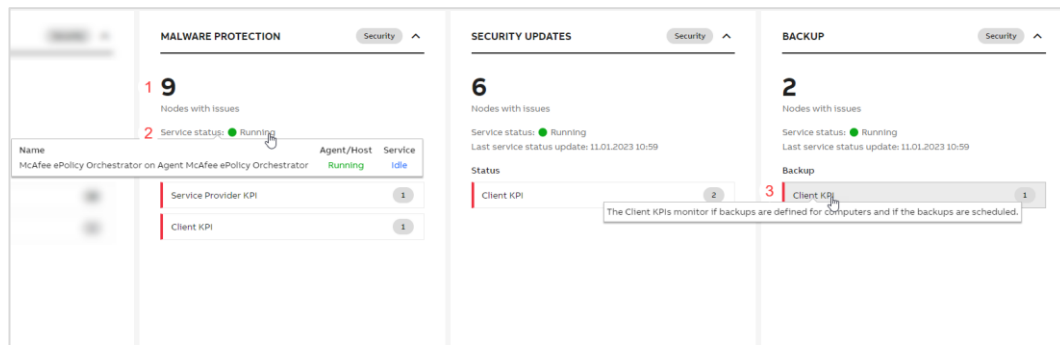 MALWARE PROTECTION
Security
1 9
Nodes with issues
2 Service status: Running
Name Agent/Host Service
McAfee ePolicy Orchestrator on Agent McAfee ePolicy Orchestrator Running Idle
Service Provider KPI 1
Client KPI 1
SECURITY UPDATES
Security
6
Nodes with issues
Service status: Running
Last service status update: 11.01.2023 10:59
Status
Client KPI 2
BACKUP
Security
2
Nodes with issues
Service status: Running
Last service status update: 11.01.2023 10:59
Backup
3 Client KPI 1
The Client KPIs monitor if backups are defined for computers and if the backups are scheduled.